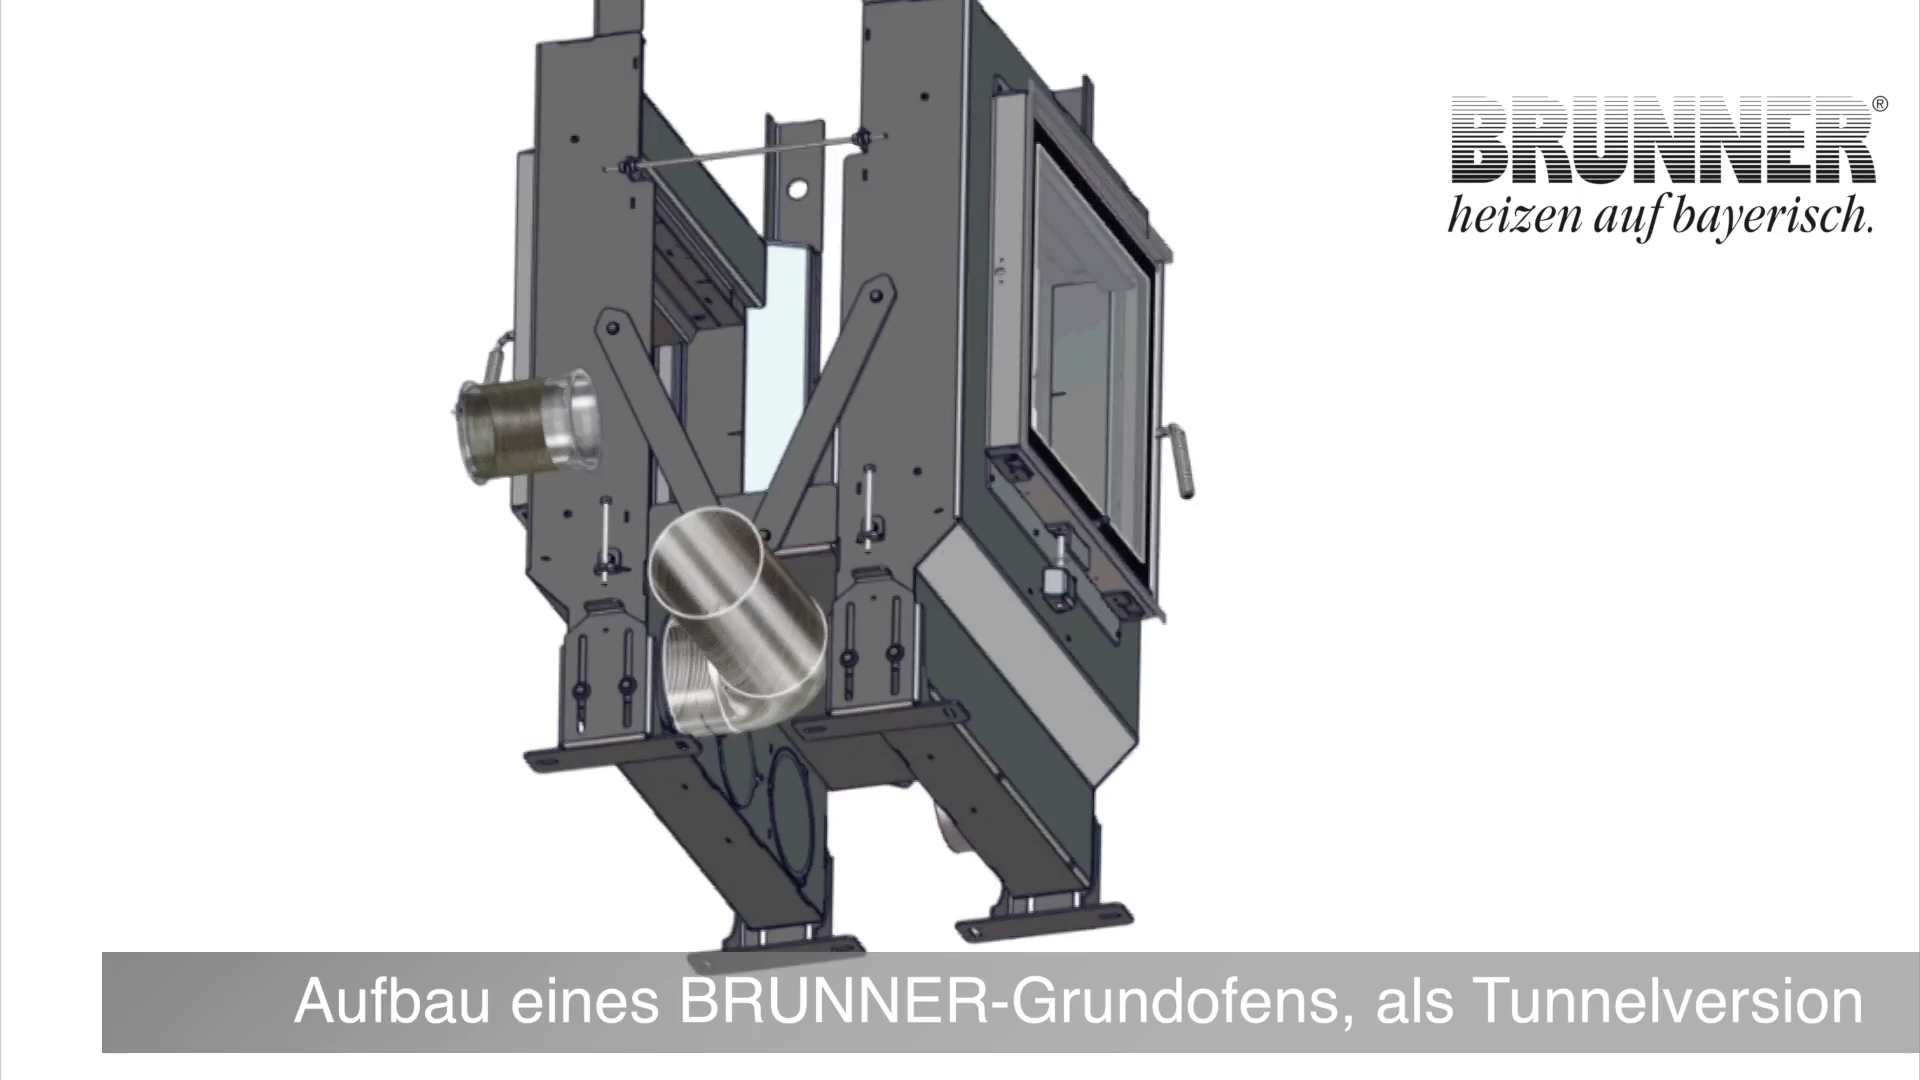 BRUNNER®
heizen auf bayerisch.
Aufbau eines BRUNNER-Grundofens, als Tunnelversion